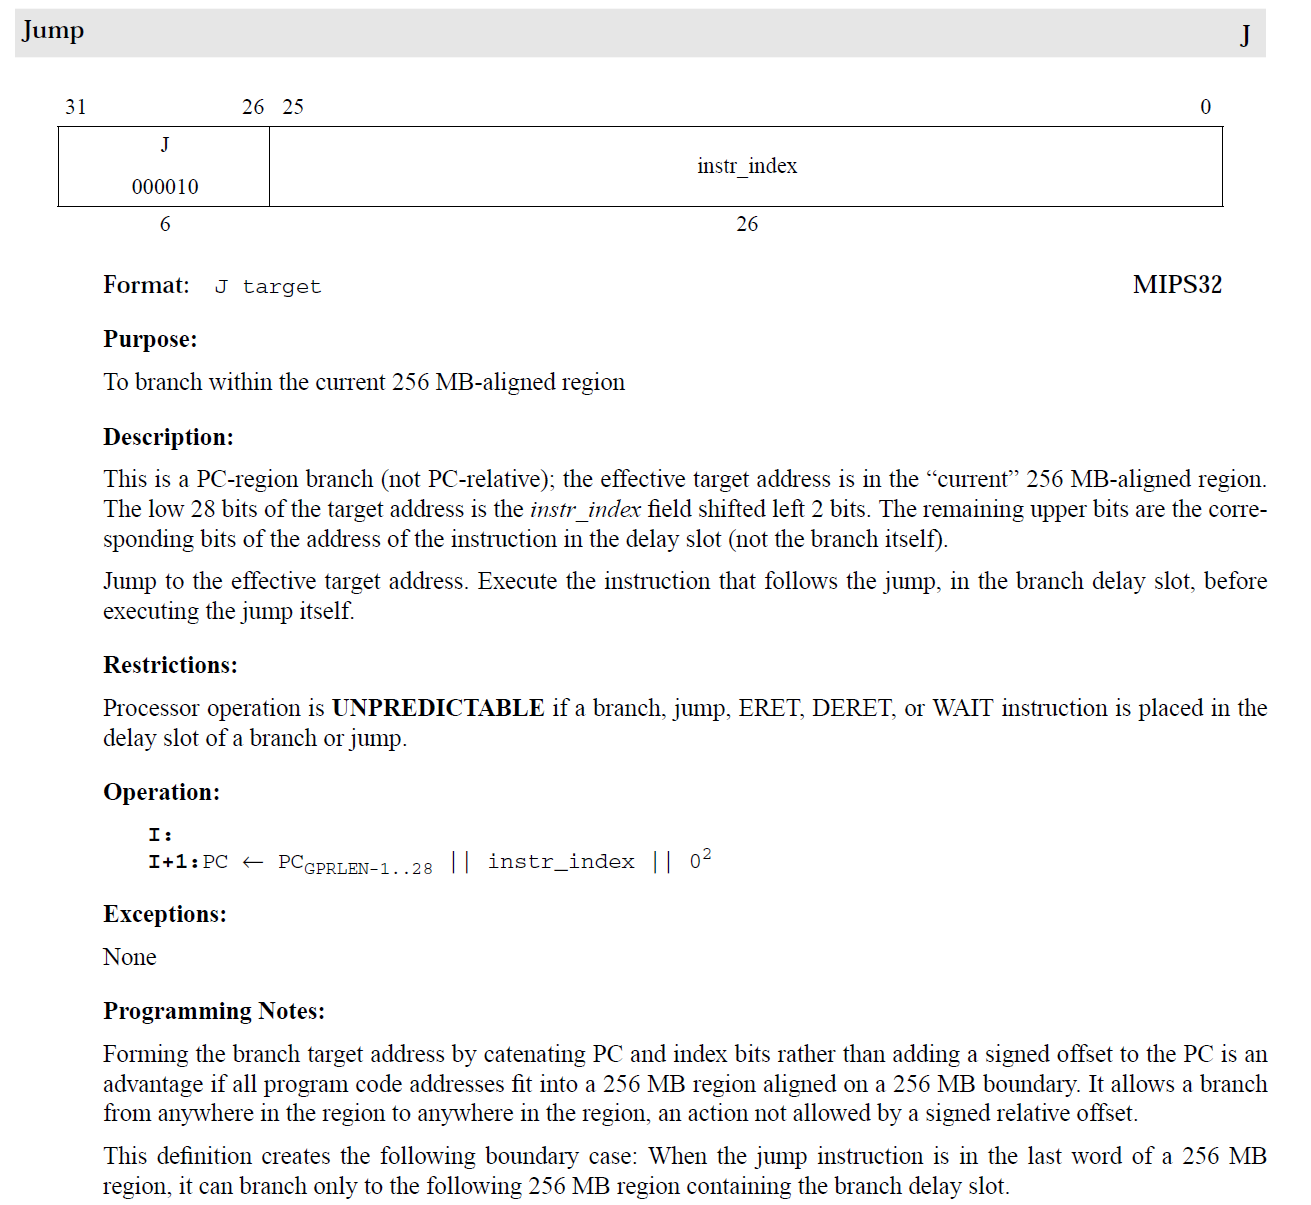 Jump J
31 26 25 0
J
000010
instr_index
6 26
Format: J target MIPS32
Purpose:
To branch within the current 256 MB-aligned region
Description:
This is a PC-region branch (not PC-relative); the effective target address is in the “current” 256 MB-aligned region.
The low 28 bits of the target address is the instr_index field shifted left 2 bits. The remaining upper bits are the corre-
sponding bits of the address of the instruction in the delay slot (not the branch itself).
Jump to the effective target address. Execute the instruction that follows the jump, in the branch delay slot, before
executing the jump itself.
Restrictions:
Processor operation is UNPREDICTABLE if a branch, jump, ERET, DERET, or WAIT instruction is placed in the
delay slot of a branch or jump.
Operation:
I:
I+1:PC ← PCGPRLEN-1..28 || instr_index || 0²
Exceptions:
None
Programming Notes:
Forming the branch target address by catenating PC and index bits rather than adding a signed offset to the PC is an
advantage if all program code addresses fit into a 256 MB region aligned on a 256 MB boundary. It allows a branch
from anywhere in the region to anywhere in the region, an action not allowed by a signed relative offset.
This definition creates the following boundary case: When the jump instruction is in the last word of a 256 MB
region, it can branch only to the following 256 MB region containing the branch delay slot.